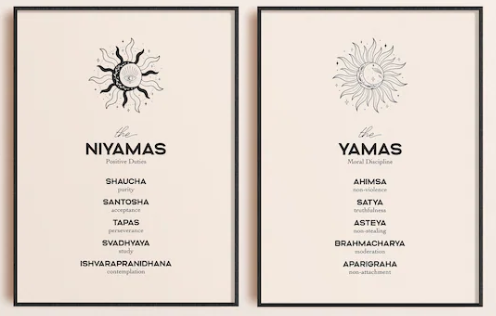 the
NIYAMAS
Positive Duties
SHAUCHA
purity
SANTOSHA
acceptance
TAPAS
perseverance
SVADHYAYA
study
ISHVARAPRANIDHANA
contemplation
the
YAMAS
Moral Discipline
AHIMSA
non-violence
SATYA
truthfulness
ASTEYA
non-stealing
BRAHMACHARYA
moderation
APARIGRAHA
non-attachment